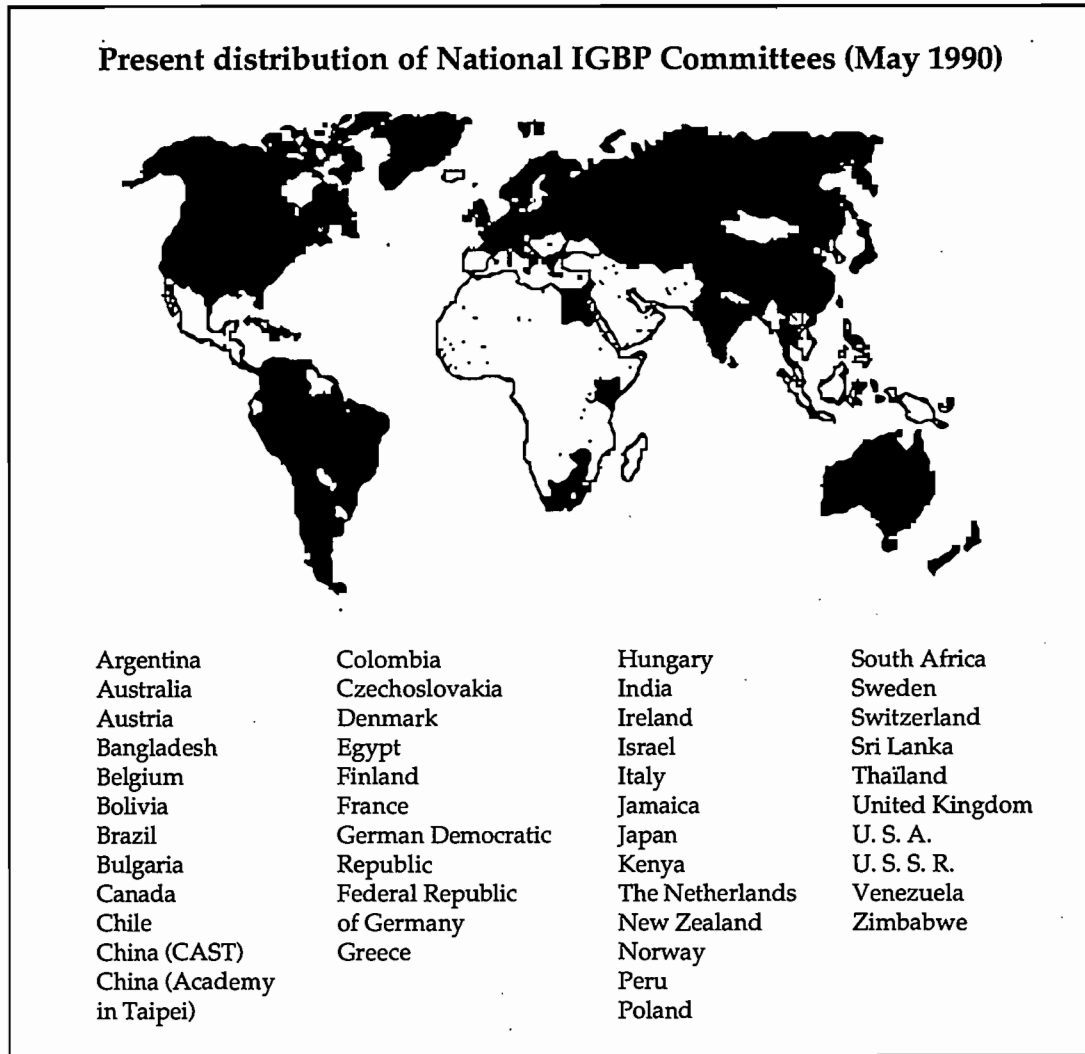 Present distribution of National IGBP Committees (May 1990)
Argentina
Australia
Austria
Bangladesh
Belgium
Bolivia
Brazil
Bulgaria
Canada
Chile
China (CAST)
China (Academy
in Taipei)
Colombia
Czechoslovakia
Denmark
Egypt
Finland
France
German Democratic
Republic
Federal Republic
of Germany
Greece
Hungary
India
Ireland
Israel
Italy
Jamaica
Japan
Kenya
The Netherlands
New Zealand
Norway
Peru
Poland
South Africa
Sweden
Switzerland
Sri Lanka
Thaïland
United Kingdom
U. S. A.
U. S. S. R.
Venezuela
Zimbabwe